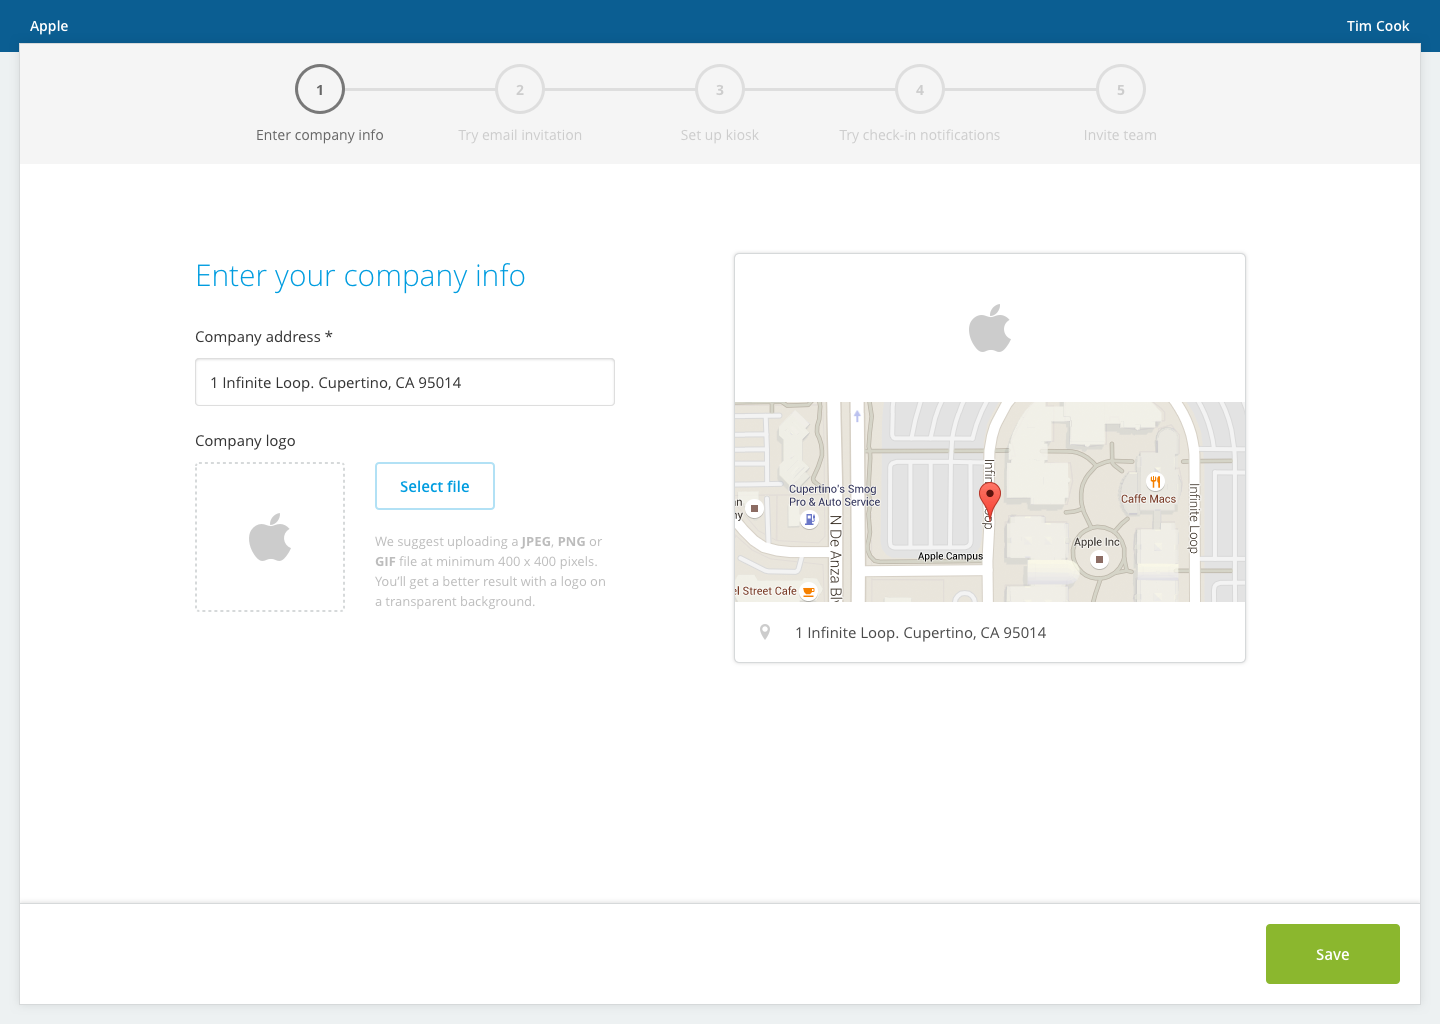 Apple
Tim Cook
1
2
3
4
5
Enter company info
Try email invitation
Set up kiosk
Try check-in notifications
Invite team
Enter your company info
Company address *
1 Infinite Loop. Cupertino, CA 95014
Company logo
Select file
We suggest uploading a JPEG, PNG or
GIF file at minimum 400 x 400 pixels.
You'll get a better result with a logo on
a transparent background.
Cupertino's Smog
Pro & Auto Service
N De Anza Blv
Apple Campus
el Street Cafe
Apple Inc
Caffe Macs
Infinite Loop
1 Infinite Loop. Cupertino, CA 95014
Save